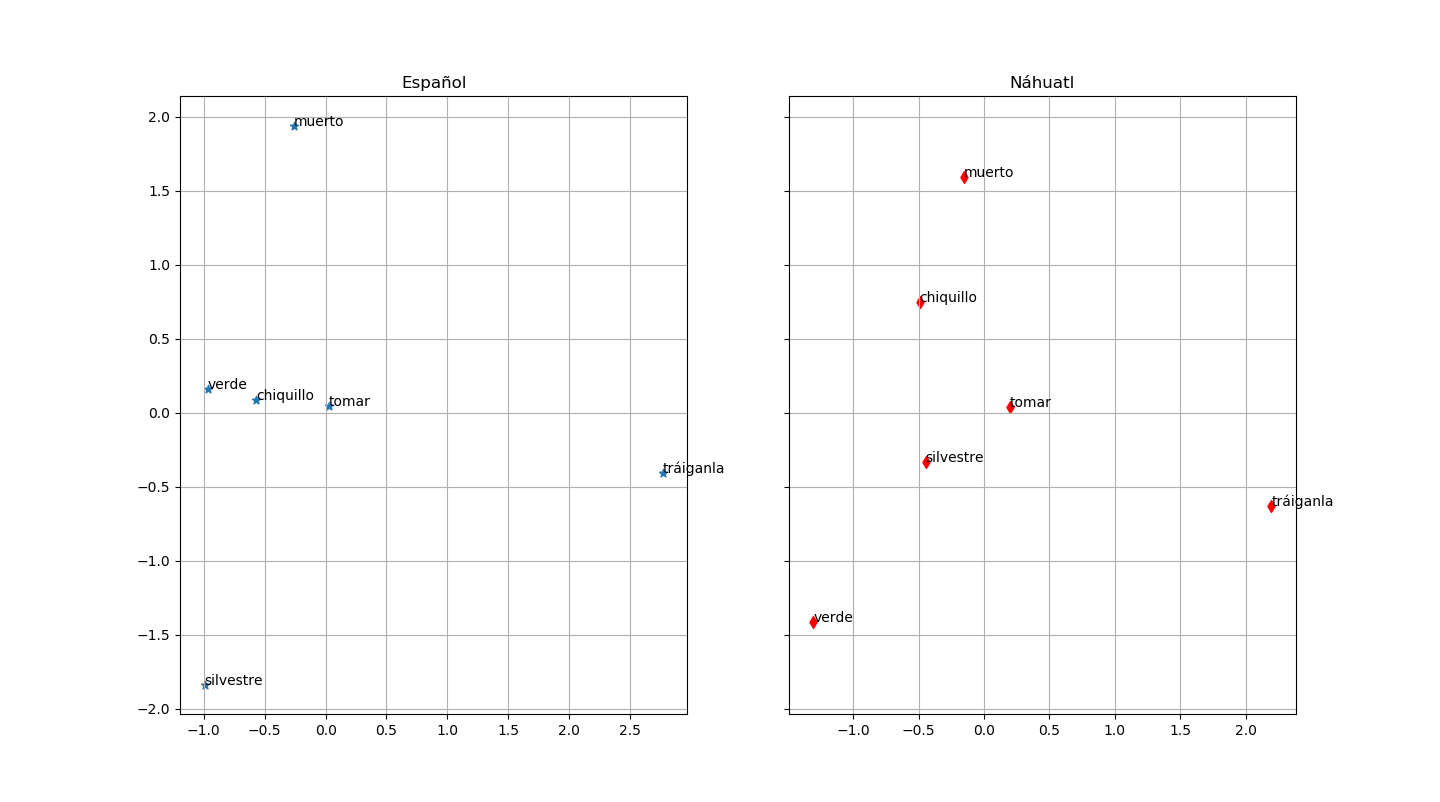 Español
2.0
1.5
1.0
0.5
0.0
−0.5
−1.0
−1.5
−2.0
muerto
verde
chiquillo
tomar
tráiganla
silvestre
−1.0 −0.5 0.0 0.5 1.0 1.5 2.0 2.5
Náhuatl
muerto
chiquillo
tomar
silvestre
tráiganla
verde
−1.0 −0.5 0.0 0.5 1.0 1.5 2.0